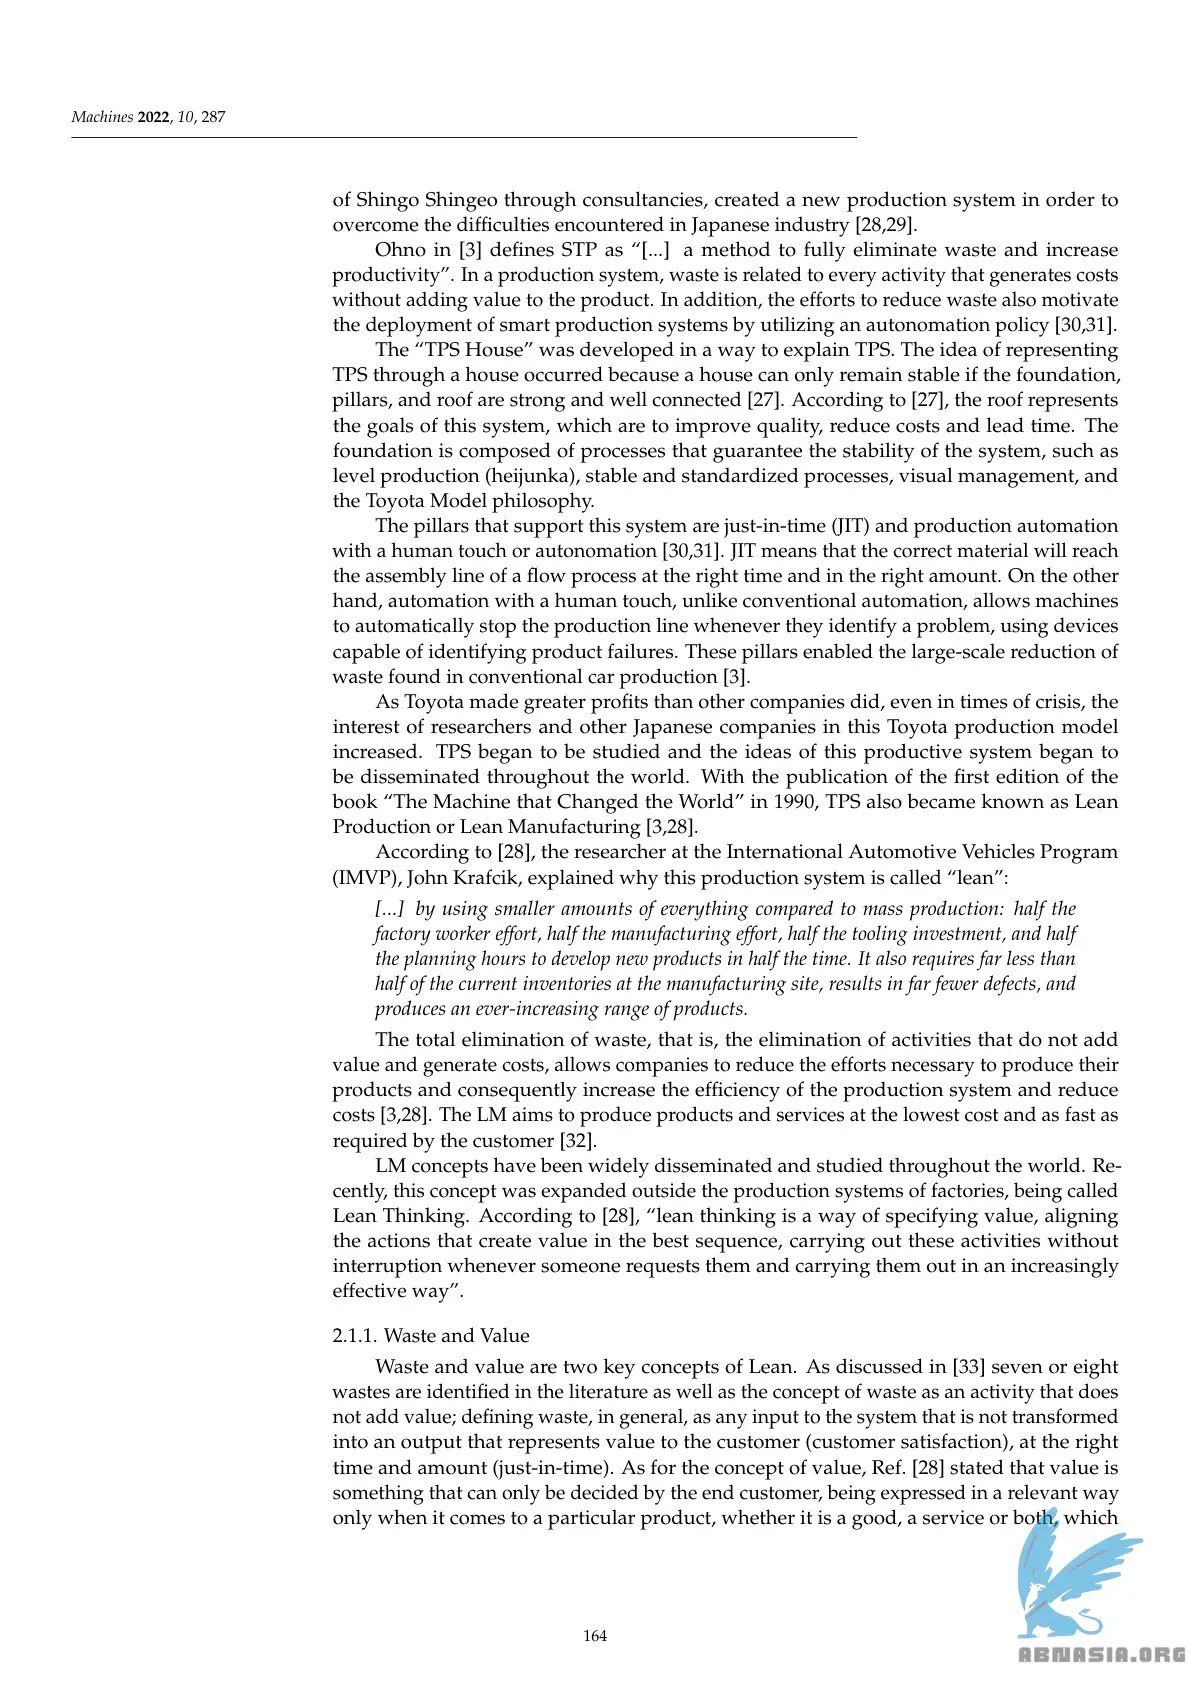 Machines 2022, 10, 287
of Shingo Shingeo through consultancies, created a new production system in order to
overcome the difficulties encountered in Japanese industry [28,29].
Ohno in [3] defines STP as “[...] a method to fully eliminate waste and increase
productivity”. In a production system, waste is related to every activity that generates costs
without adding value to the product. In addition, the efforts to reduce waste also motivate
the deployment of smart production systems by utilizing an autonomation policy [30,31].
The “TPS House” was developed in a way to explain TPS. The idea of representing
TPS through a house occurred because a house can only remain stable if the foundation,
pillars, and roof are strong and well connected [27]. According to [27], the roof represents
the goals of this system, which are to improve quality, reduce costs and lead time. The
foundation is composed of processes that guarantee the stability of the system, such as
level production (heijunka), stable and standardized processes, visual management, and
the Toyota Model philosophy.
The pillars that support this system are just-in-time (JIT) and production automation
with a human touch or autonomation [30,31]. JIT means that the correct material will reach
the assembly line of a flow process at the right time and in the right amount. On the other
hand, automation with a human touch, unlike conventional automation, allows machines
to automatically stop the production line whenever they identify a problem, using devices
capable of identifying product failures. These pillars enabled the large-scale reduction of
waste found in conventional car production [3].
As Toyota made greater profits than other companies did, even in times of crisis, the
interest of researchers and other Japanese companies in this Toyota production model
increased. TPS began to be studied and the ideas of this productive system began to
be disseminated throughout the world. With the publication of the first edition of the
book “The Machine that Changed the World” in 1990, TPS also became known as Lean
Production or Lean Manufacturing [3,28].
According to [28], the researcher at the International Automotive Vehicles Program
(IMVP), John Krafcik, explained why this production system is called “lean”:
[...] by using smaller amounts of everything compared to mass production: half the
factory worker effort, half the manufacturing effort, half the tooling investment, and half
the planning hours to develop new products in half the time. It also requires far less than
half of the current inventories at the manufacturing site, results in far fewer defects, and
produces an ever-increasing range of products.
The total elimination of waste, that is, the elimination of activities that do not add
value and generate costs, allows companies to reduce the efforts necessary to produce their
products and consequently increase the efficiency of the production system and reduce
costs [3,28]. The LM aims to produce products and services at the lowest cost and as fast as
required by the customer [32].
LM concepts have been widely disseminated and studied throughout the world. Re-
cently, this concept was expanded outside the production systems of factories, being called
Lean Thinking. According to [28], “lean thinking is a way of specifying value, aligning
the actions that create value in the best sequence, carrying out these activities without
interruption whenever someone requests them and carrying them out in an increasingly
effective way”.
2.1.1. Waste and Value
Waste and value are two key concepts of Lean. As discussed in [33] seven or eight
wastes are identified in the literature as well as the concept of waste as an activity that does
not add value; defining waste, in general, as any input to the system that is not transformed
into an output that represents value to the customer (customer satisfaction), at the right
time and amount (just-in-time). As for the concept of value, Ref. [28] stated that value is
something that can only be decided by the end customer, being expressed in a relevant way
only when it comes to a particular product, whether it is a good, a service or both, which
164
ABNASIA.ORG